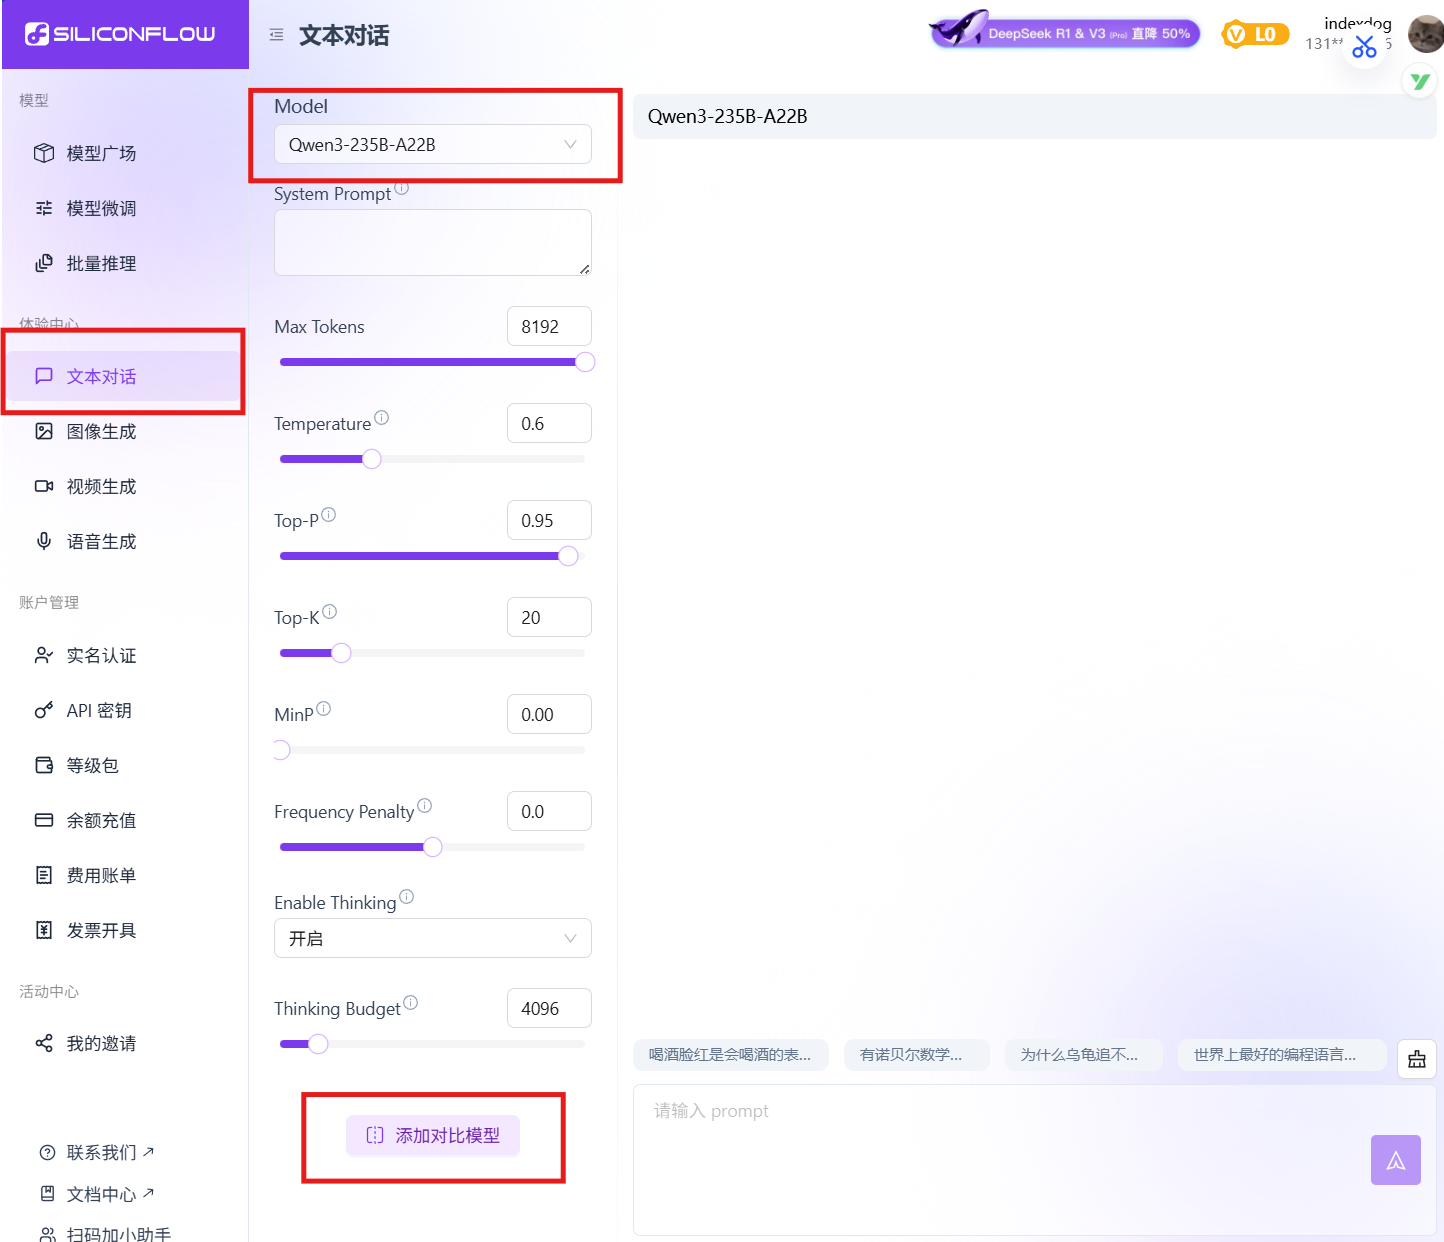 SILICONFLOW
文本对话
DeepSeek R1 & V3 (Pro) 直降 50%
L0
indexdog
131**
6
模型
模型广场
模型微调
批量推理
体验中心
文本对话
图像生成
视频生成
语音生成
账户管理
实名认证
API 密钥
等级包
余额充值
费用账单
发票开具
活动中心
我的邀请
联系我们
文档中心
扫码加小助手
Model
Qwen3-235B-A22B
System Prompt
Max Tokens
8192
Temperature
0.6
Top-P
0.95
Top-K
20
MinP
0.00
Frequency Penalty
0.0
Enable Thinking
开启
Thinking Budget
4096
添加对比模型
Qwen3-235B-A22B
喝酒脸红是会喝酒的表...
有诺贝尔数学...
为什么乌龟追不...
世界上最好的编程语言...
请输入 prompt